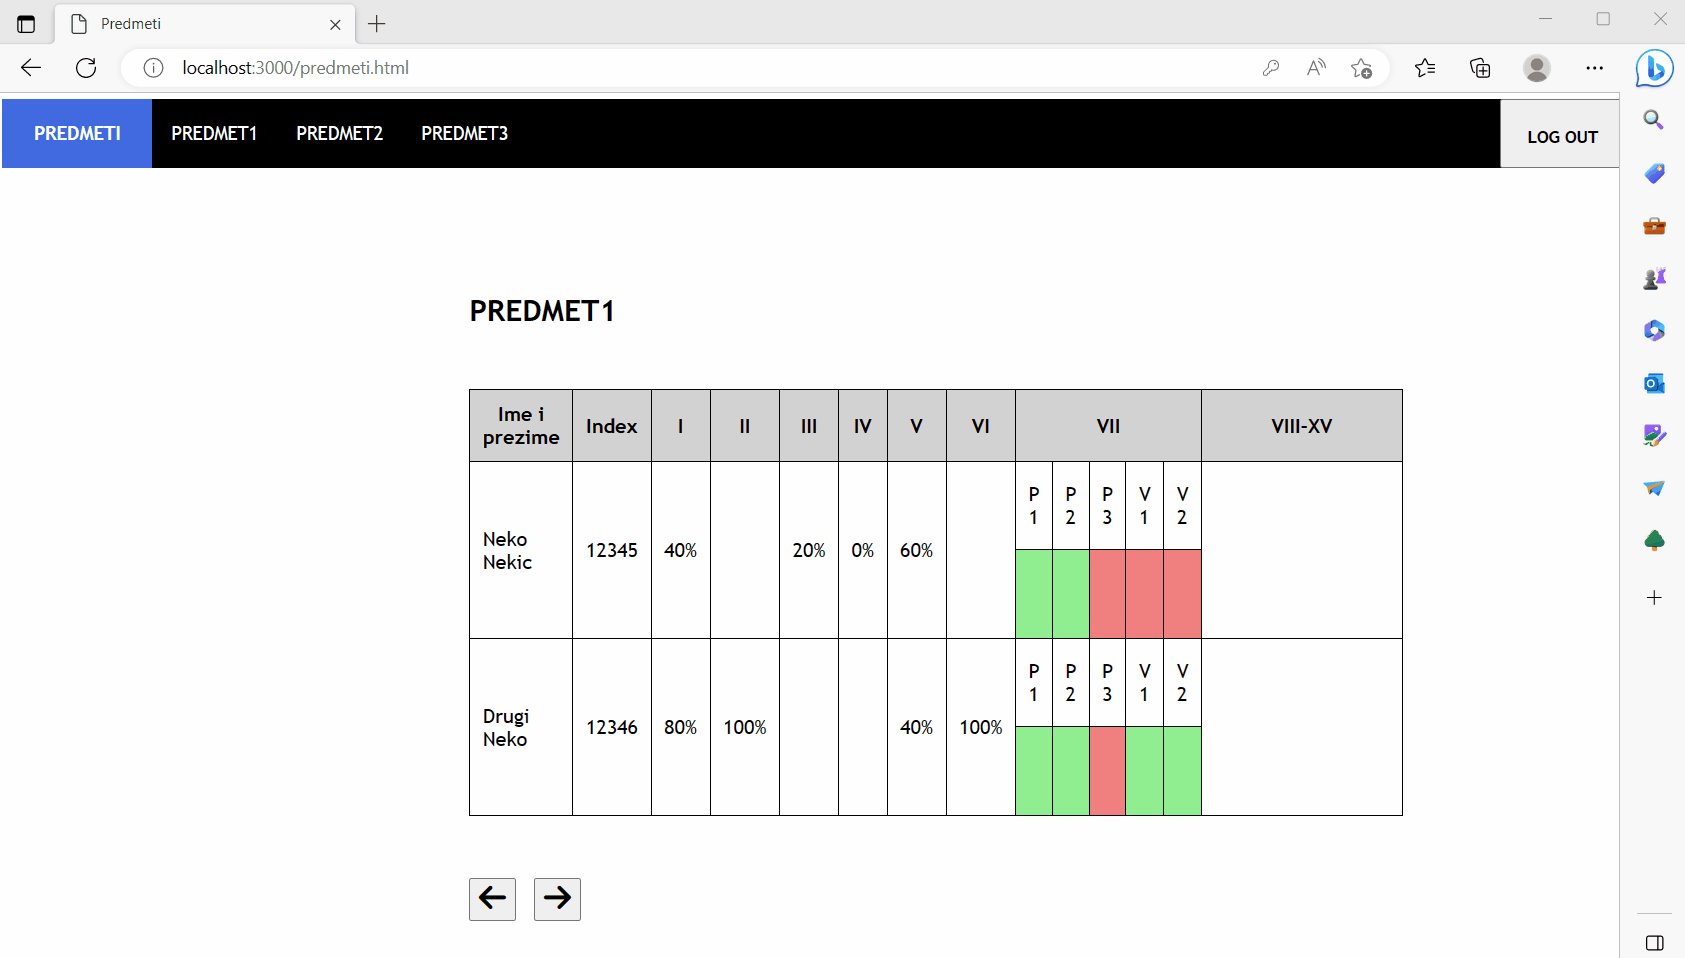 Predmeti
localhost:3000/predmeti.html
PREDMETI PREDMET1 PREDMET2 PREDMET3 LOG OUT
PREDMET1
Ime i prezime Index I II III IV V VI VII VIII-XV
P 1 P 2 P 3 V 1 V 2
Neko Nekic 12345 40% 20% 0% 60%
P 1 P 2 P 3 V 1 V 2
Drugi Neko 12346 80% 100% 40% 100%